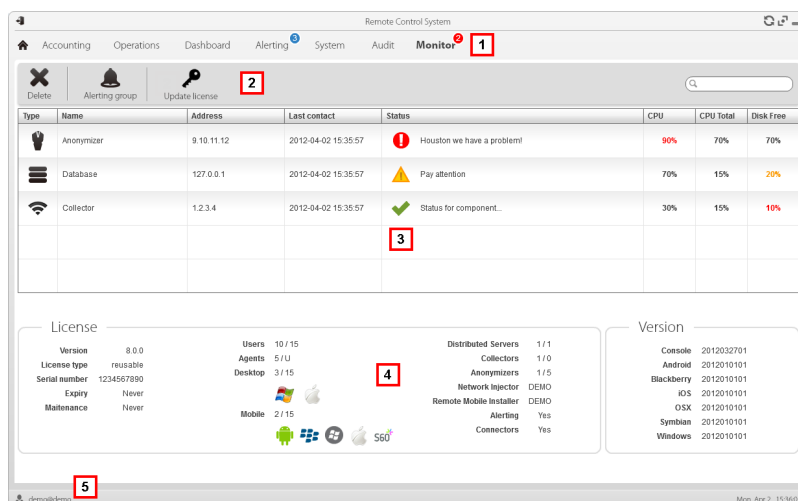 Remote Control System
Accounting Operations Dashboard Alerting 3 System Audit Monitor 2 1
Delete Alerting group Update license 2
Type Name Address Last contact Status CPU CPU Total Disk Free
Anonymizer 9.10.11.12 2012-04-02 15:35:57 Houston we have a problem! 90% 70% 70%
Database 127.0.0.1 2012-04-02 15:35:57 Pay attention 70% 15% 20%
Collector 1.2.3.4 2012-04-02 15:35:57 Status for component... 30% 15% 10%
3
License
Version 8.0.0
License type reusable
Serial number 1234567890
Expiry Never
Maitenance Never
Users 10 / 15
Agents 5 / U
Desktop 3 / 15
Mobile 2 / 15
S60
4
Distributed Servers 1 / 1
Collectors 1 / 0
Anonymizers 1 / 5
Network Injector DEMO
Remote Mobile Installer DEMO
Alerting Yes
Connectors Yes
Version
Console 2012032701
Android 2012010101
Blackberry 2012010101
iOS 2012010101
OSX 2012010101
Symbian 2012010101
Windows 2012010101
5
demo@demo
Mon, Apr 2,